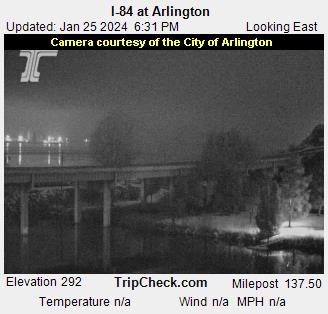 I-84 at Arlington
Updated: Jan 25 2024 6:31 PM Looking East
Camera courtesy of the City of Arlington
Elevation 292 TripCheck.com Milepost 137.50
Temperature n/a Wind n/a MPH n/a